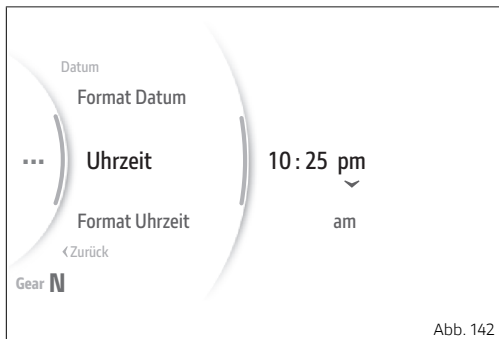 Datum
Format Datum
... Uhrzeit 10 : 25 pm
Format Uhrzeit am
Zurück
Gear N
Abb. 142